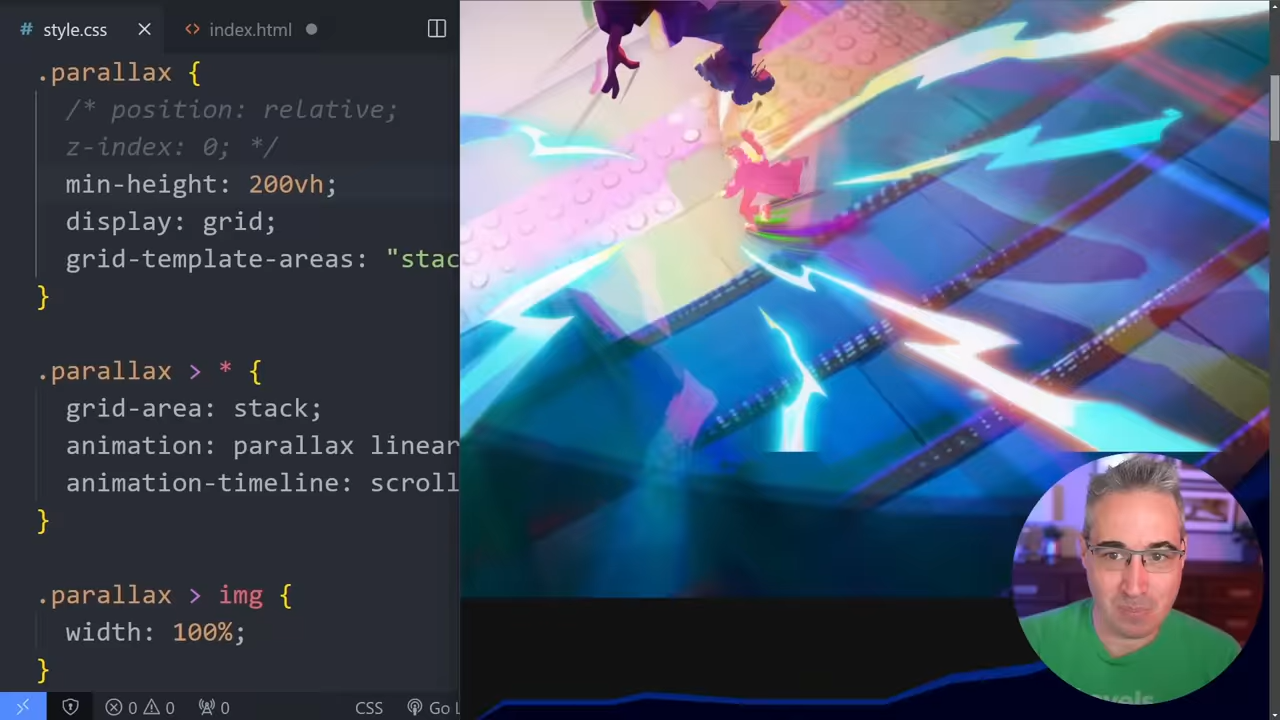 # style.css
<> index.html
.parallax {
/* position: relative;
z-index: 0; */
min-height: 200vh;
display: grid;
grid-template-areas: "stac
}
.parallax > * {
grid-area: stack;
animation: parallax linear
animation-timeline: scroll
}
.parallax > img {
width: 100%;
}
0 0 0 CSS Go L